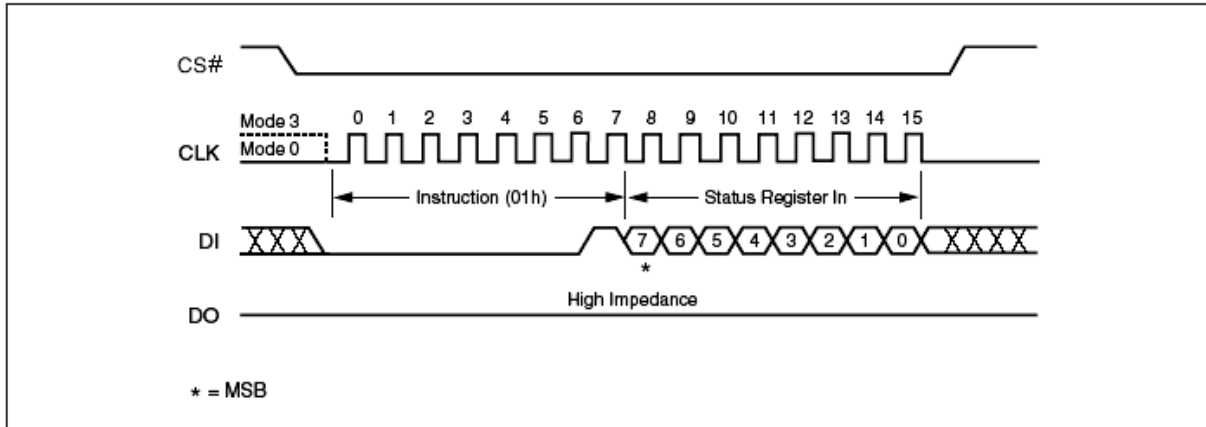 CS#
Mode 3
0 1 2 3 4 5 6 7 8 9 10 11 12 13 14 15
CLK
Mode 0
Instruction (01h)
Status Register In
DI
7 6 5 4 3 2 1 0
*
High Impedance
DO
* = MSB